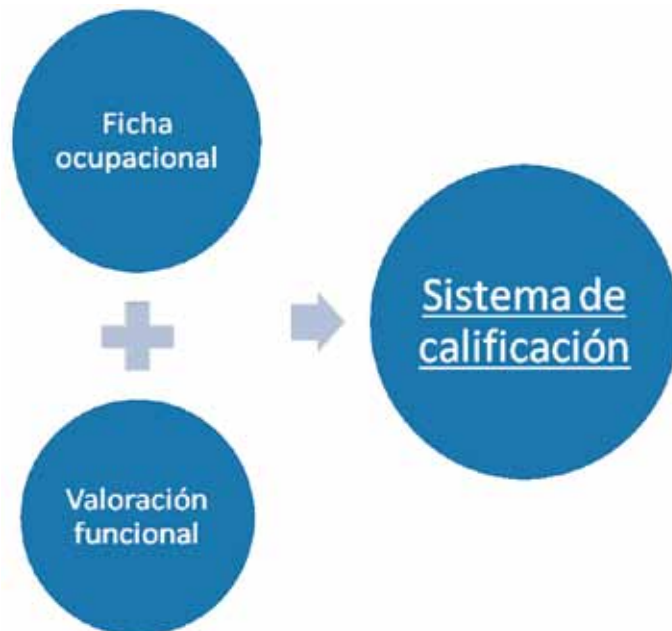 Ficha
ocupacional
Valoración
funcional
Sistema de
calificación